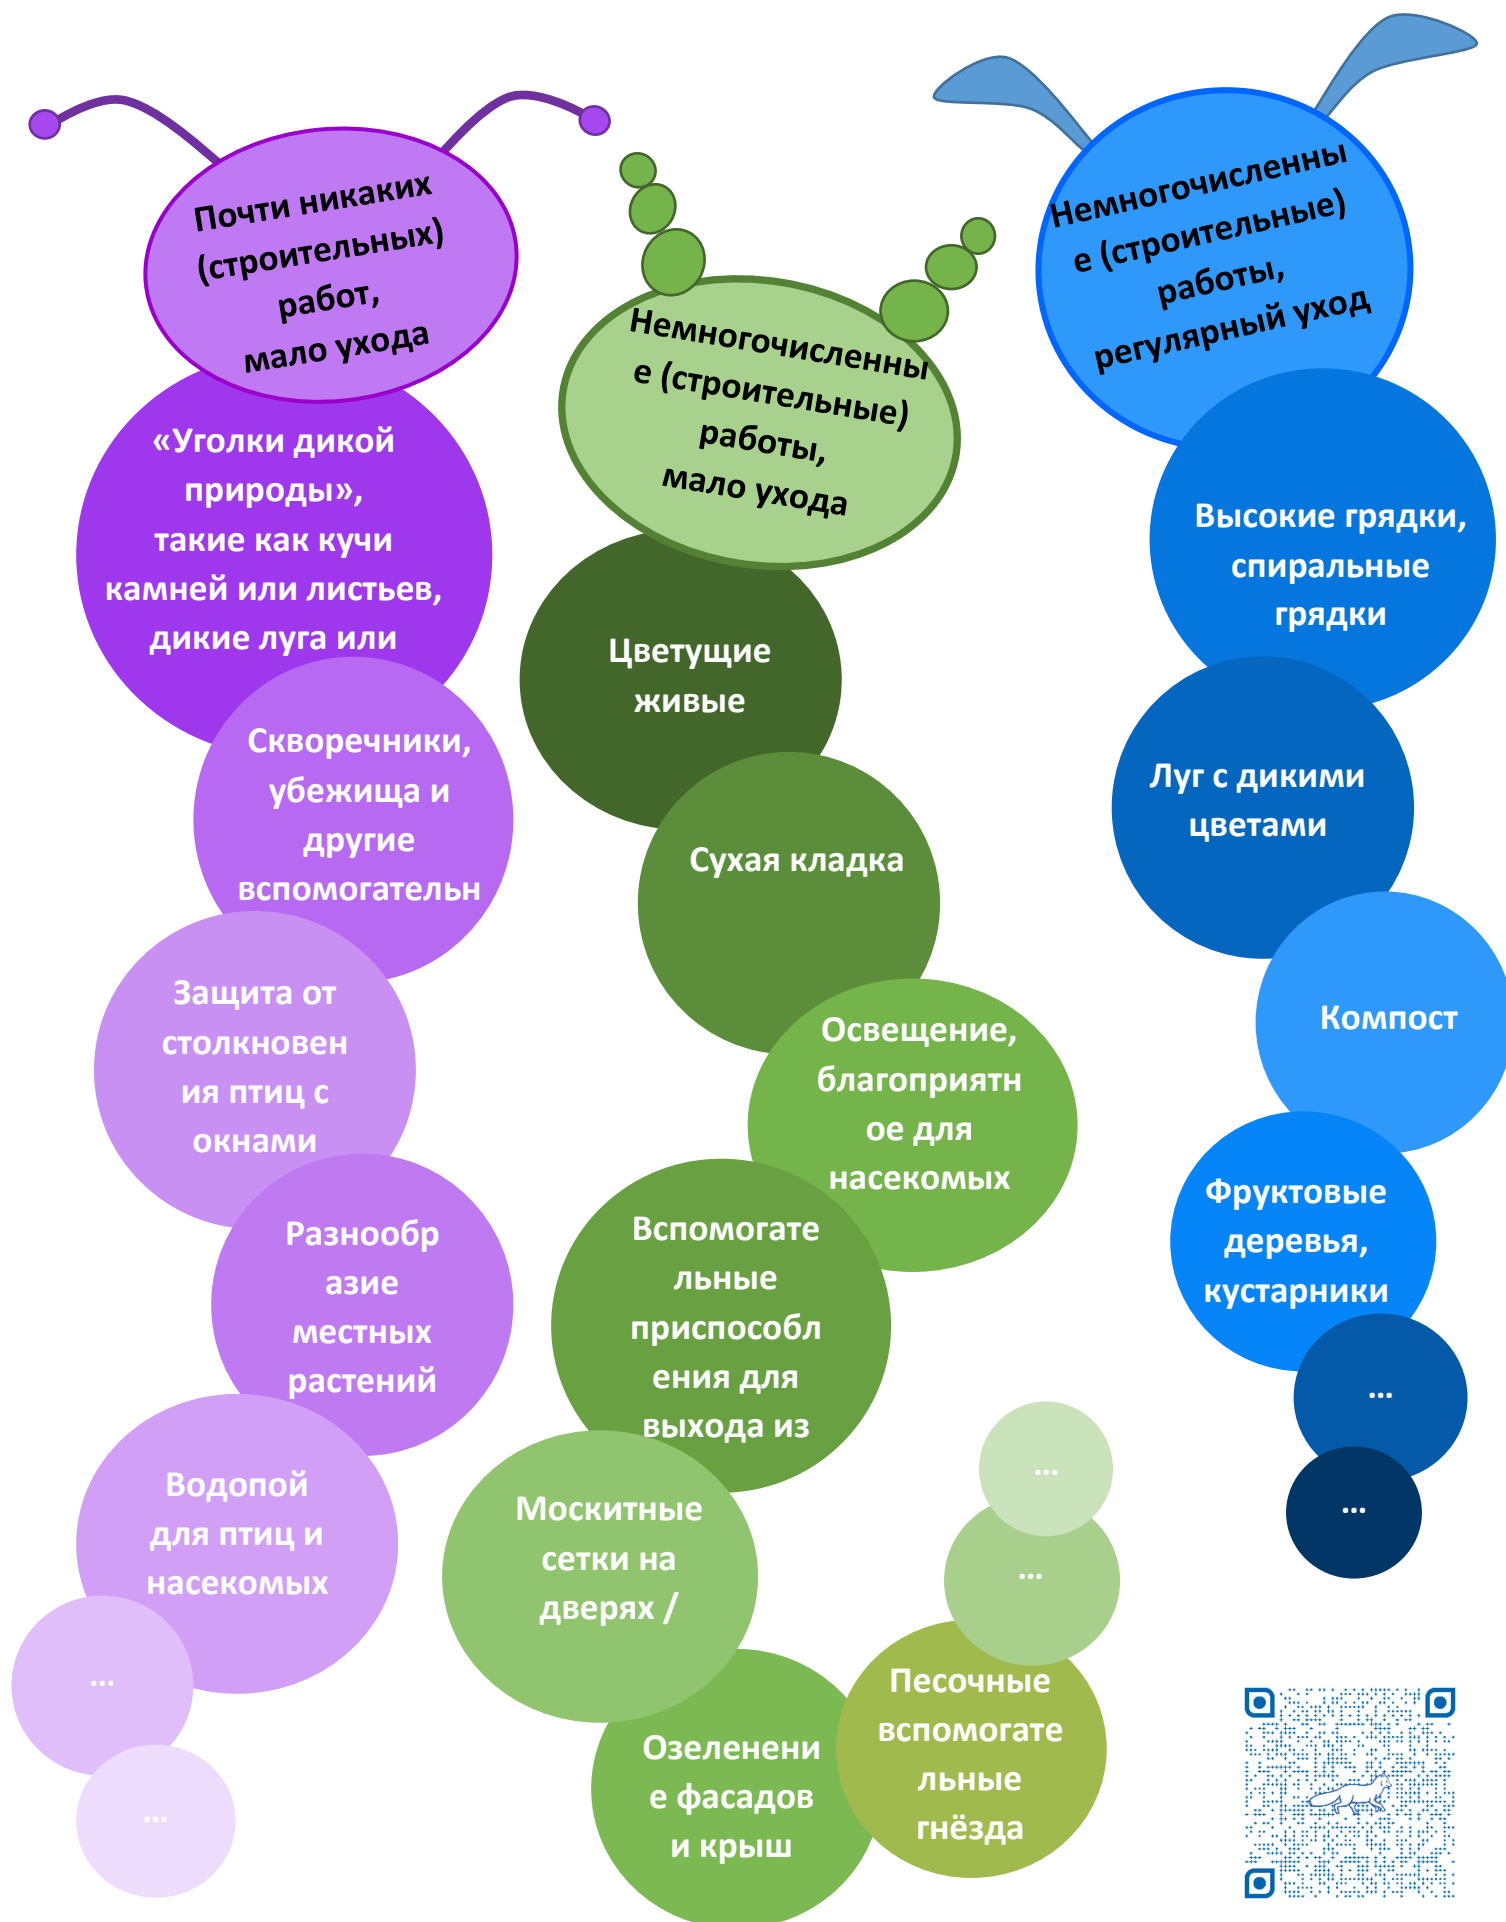 Почти никаких
(строительных)
работ,
мало ухода
«Уголки дикой
природы»,
такие как кучи
камней или листьев,
дикие луга или
Скворечники,
убежища и
другие
вспомогательн
Защита от
столкновен
ия птиц с
окнами
Разнообр
азие
местных
растений
Водопой
для птиц и
насекомых
...
...
Немногочисленны
е (строительные)
работы,
мало ухода
Цветущие
живые
Сухая кладка
Освещение,
благоприятн
ое для
насекомых
Вспомогате
льные
приспособл
ения для
выхода из
Москитные
сетки на
дверях /
Озеленени
е фасадов
и крыш
Песочные
вспомогате
льные
гнёзда
...
...
Немногочисленны
е (строительные)
работы,
регулярный уход
Высокие грядки,
спиральные
грядки
Луг с дикими
цветами
Компост
Фруктовые
деревья,
кустарники
...
...